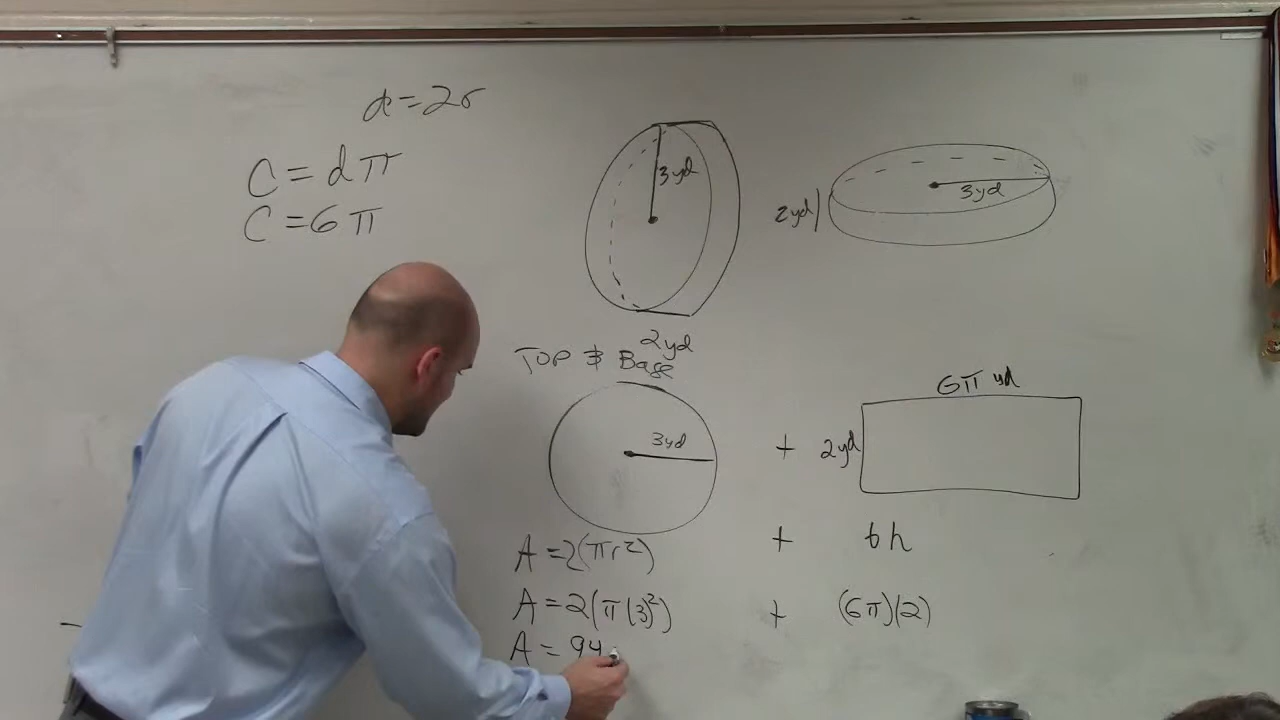 d=2r
C=dπ
C=6π
3yd
2yd
2yd
3yd
TOP & Base
3yd
+
2yd
6π yd
A=2(πr²)
+
bh
A=2(π(3)²)
+
(6π)(2)
A=94.